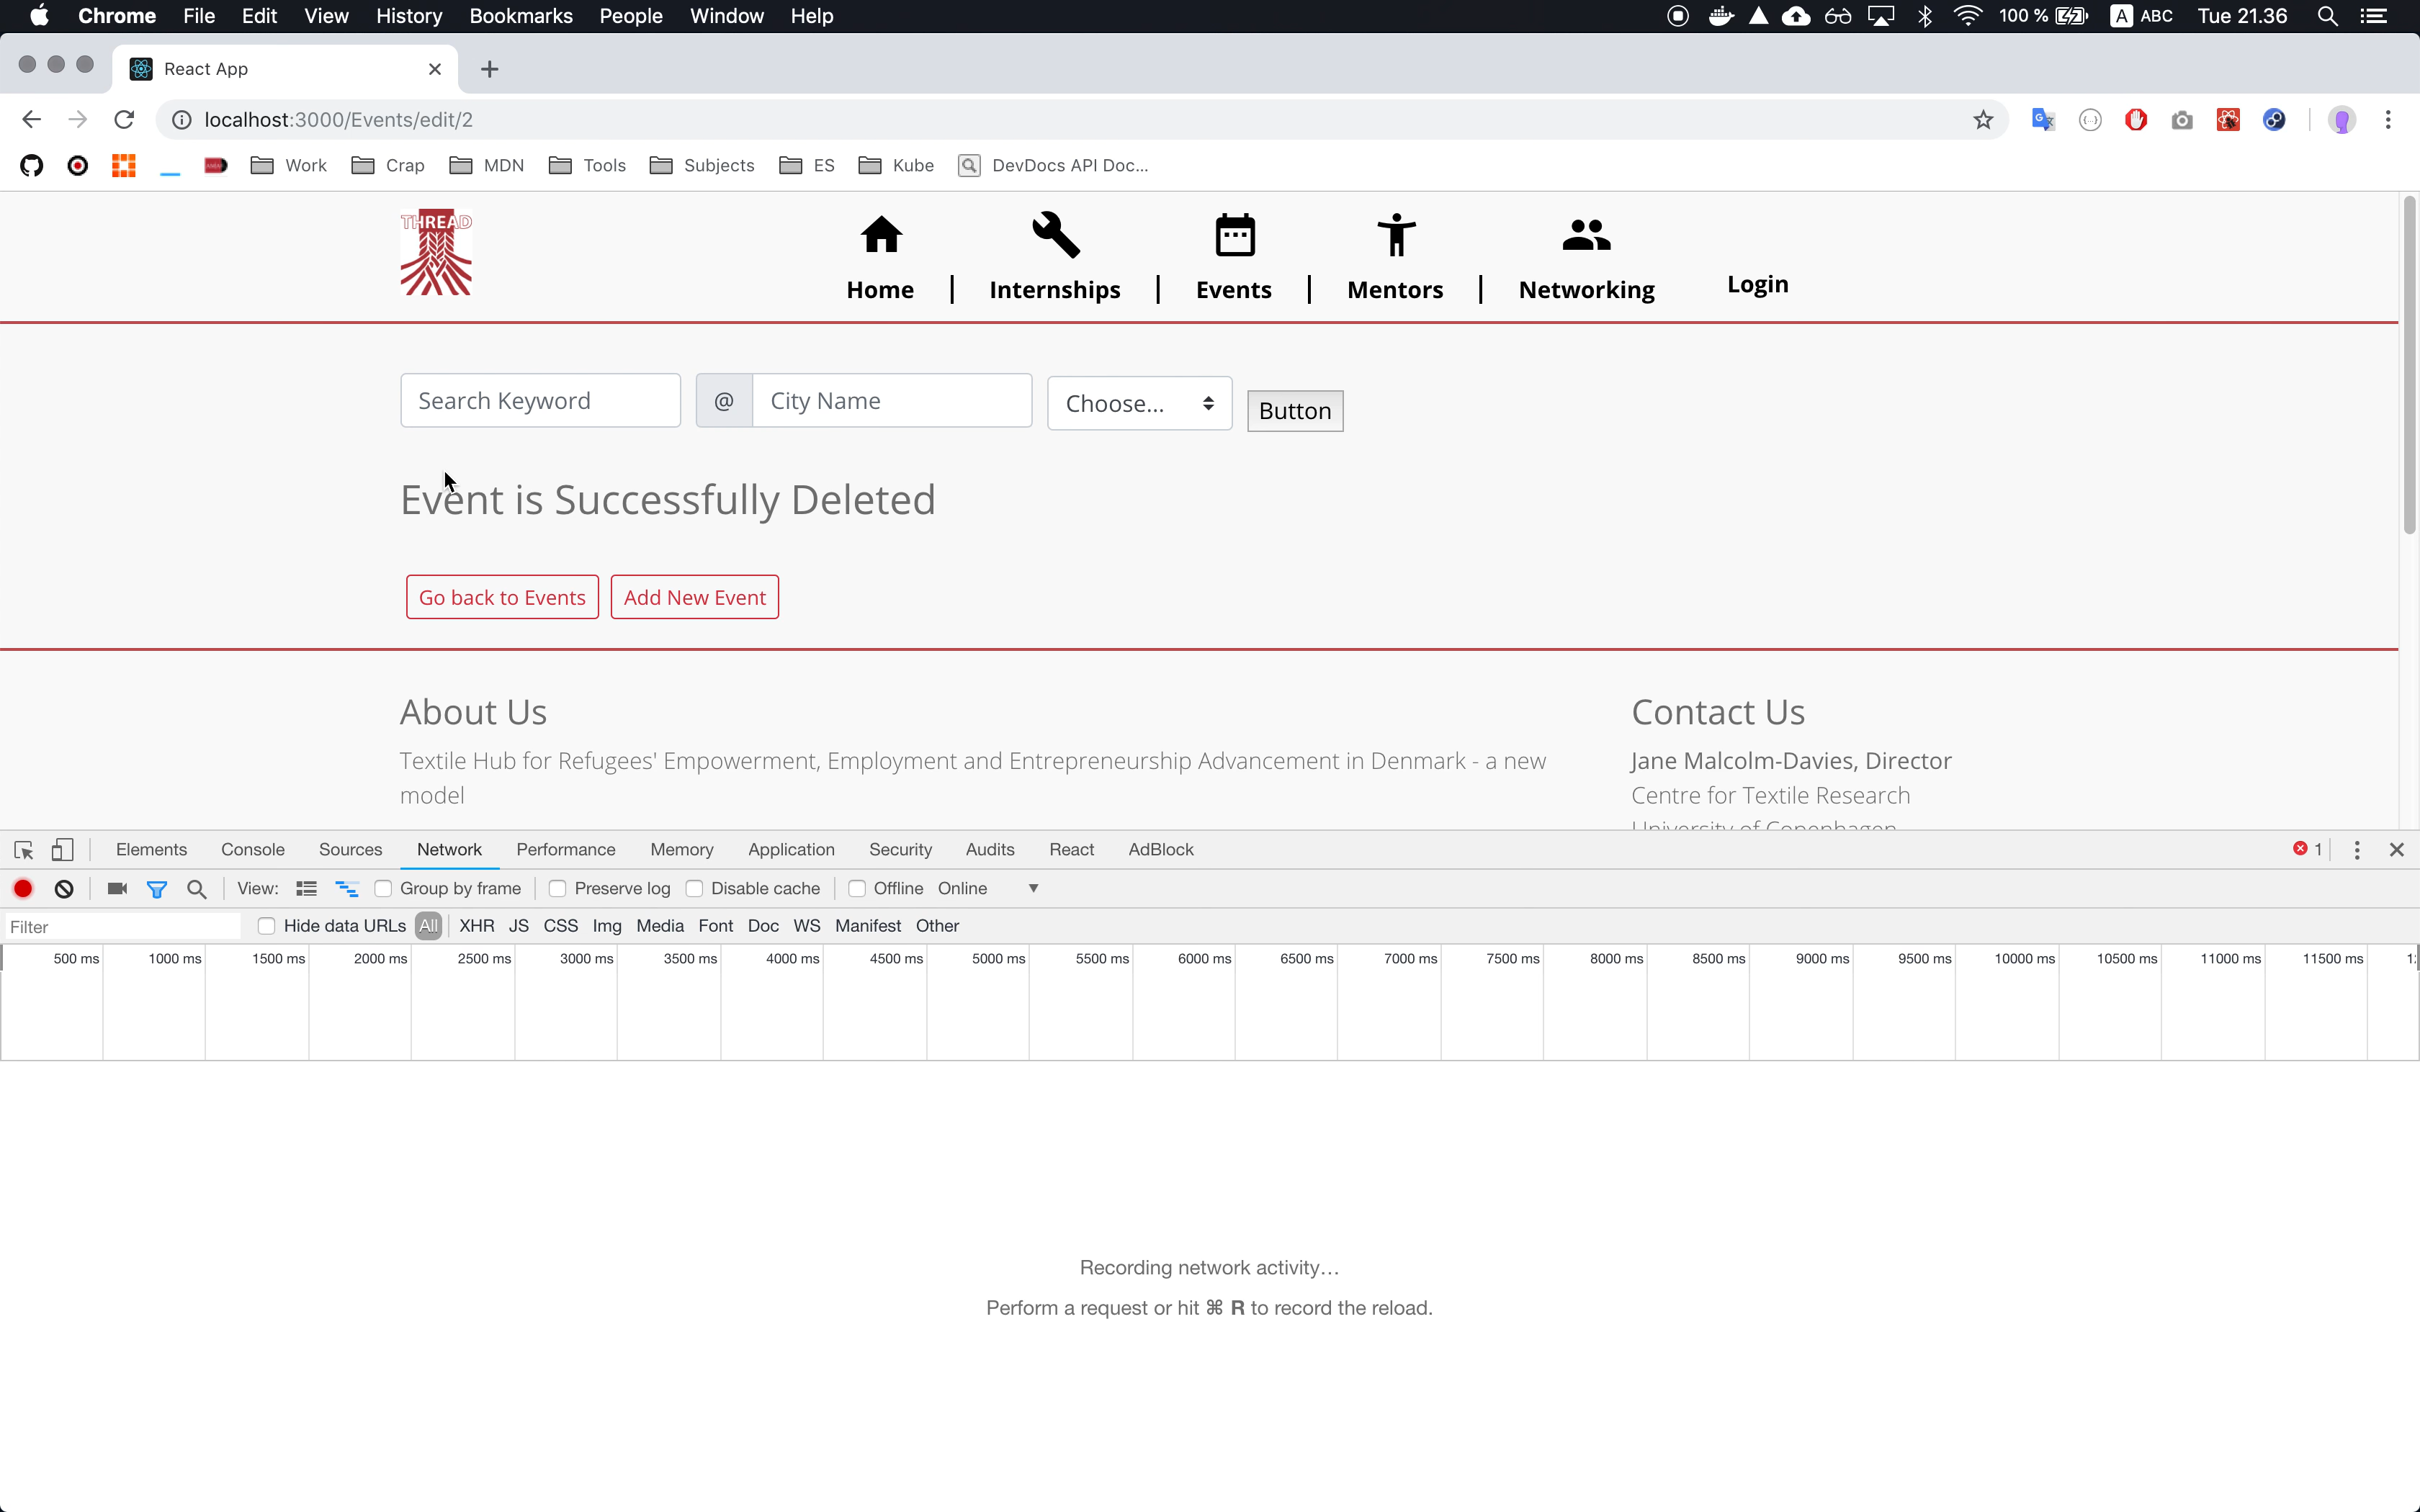 Chrome File Edit View History Bookmarks People Window Help 100 % A ABC Tue 21.36
React App
localhost:3000/Events/edit/2
Work Crap MDN Tools Subjects ES Kube DevDocs API Doc...
THREAD
Home Internships Events Mentors Networking Login
Search Keyword @ City Name Choose... Button
Event is Successfully Deleted
Go back to Events Add New Event
About Us
Textile Hub for Refugees' Empowerment, Employment and Entrepreneurship Advancement in Denmark - a new
model
Contact Us
Jane Malcolm-Davies, Director
Centre for Textile Research
University of Copenhagen
Elements Console Sources Network Performance Memory Application Security Audits React AdBlock 1
View: Group by frame Preserve log Disable cache Offline Online
Filter Hide data URLs All XHR JS CSS Img Media Font Doc WS Manifest Other
500 ms 1000 ms 1500 ms 2000 ms 2500 ms 3000 ms 3500 ms 4000 ms 4500 ms 5000 ms 5500 ms 6000 ms 6500 ms 7000 ms 7500 ms 8000 ms 8500 ms 9000 ms 9500 ms 10000 ms 10500 ms 11000 ms 11500 ms
Recording network activity…
Perform a request or hit ⌘ R to record the reload.